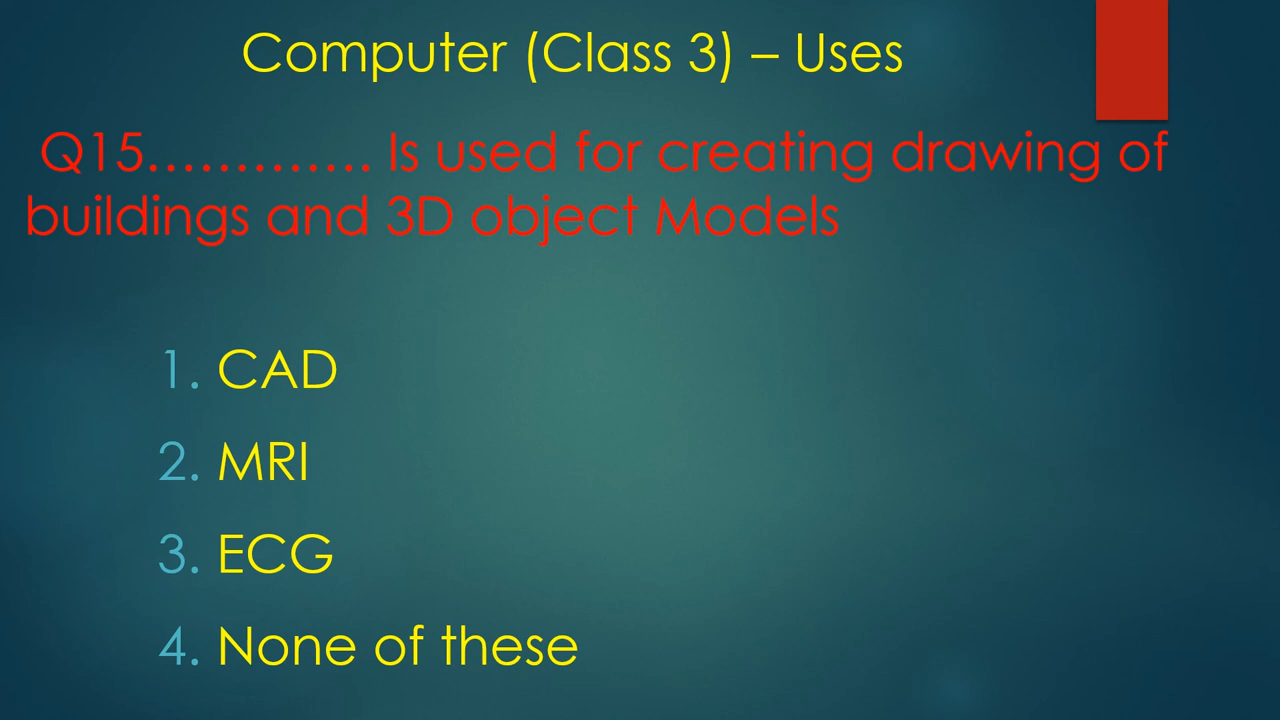 Computer (Class 3) – Uses
Q15............. Is used for creating drawing of
buildings and 3D object Models
1. CAD
2. MRI
3. ECG
4. None of these